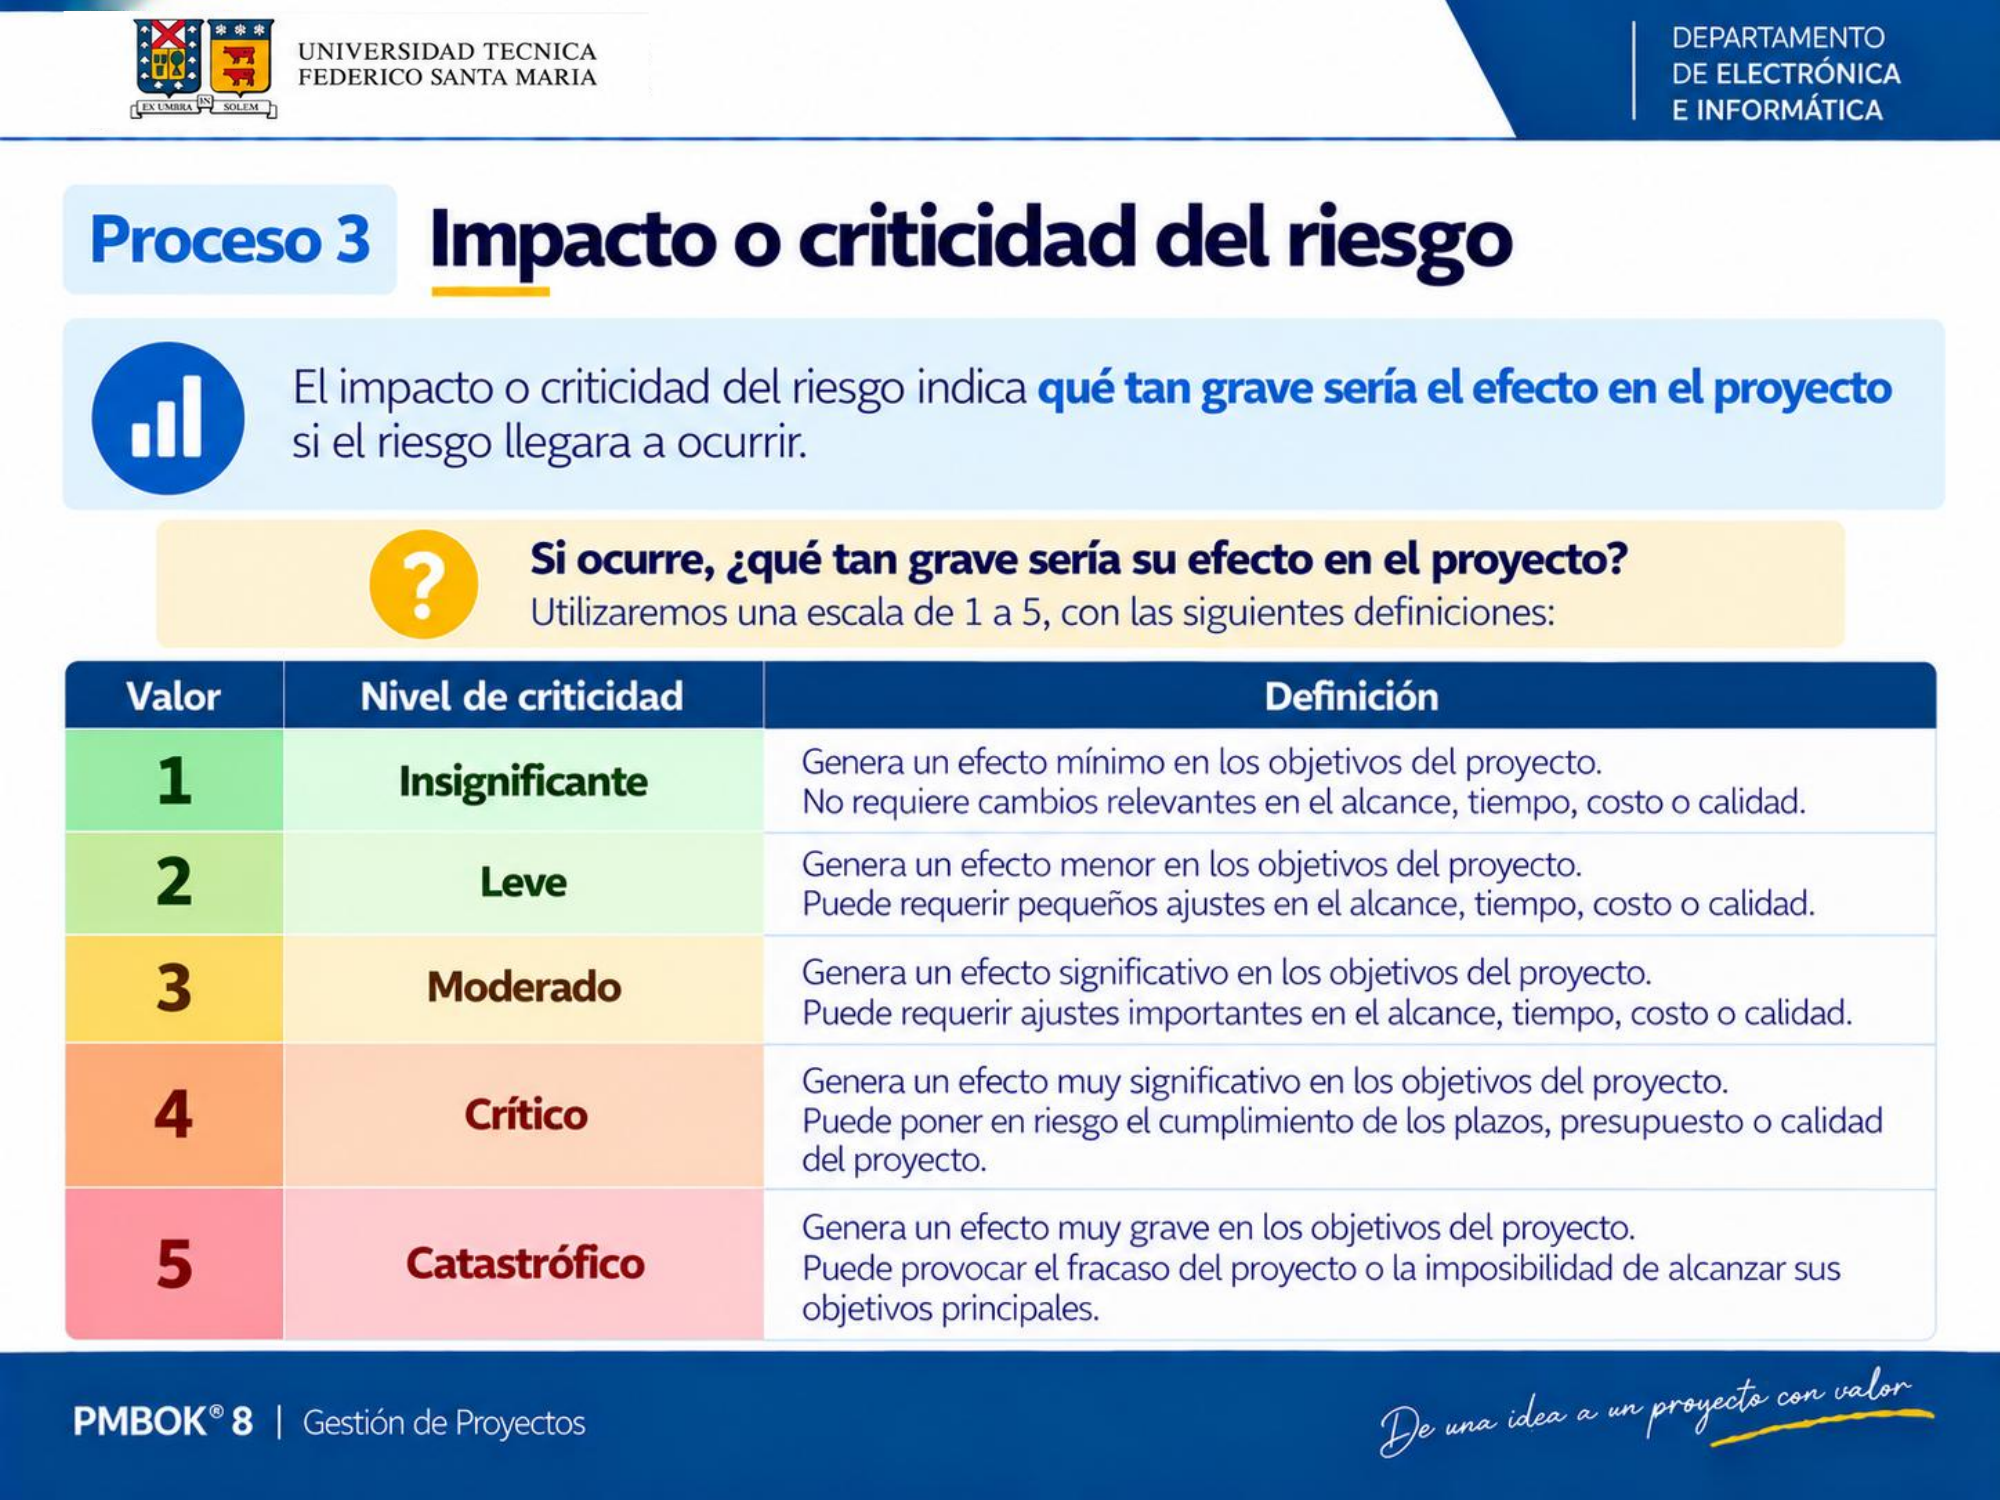 EX UMBRA IN SOLEM
UNIVERSIDAD TECNICA
FEDERICO SANTA MARIA
DEPARTAMENTO
DE ELECTRÓNICA
E INFORMÁTICA
Proceso 3
Impacto o criticidad del riesgo
El impacto o criticidad del riesgo indica qué tan grave sería el efecto en el proyecto
si el riesgo llegara a ocurrir.
?
Si ocurre, ¿qué tan grave sería su efecto en el proyecto?
Utilizaremos una escala de 1 a 5, con las siguientes definiciones:
Valor Nivel de criticidad Definición
1 Insignificante Genera un efecto mínimo en los objetivos del proyecto.
No requiere cambios relevantes en el alcance, tiempo, costo o calidad.
2 Leve Genera un efecto menor en los objetivos del proyecto.
Puede requerir pequeños ajustes en el alcance, tiempo, costo o calidad.
3 Moderado Genera un efecto significativo en los objetivos del proyecto.
Puede requerir ajustes importantes en el alcance, tiempo, costo o calidad.
4 Crítico Genera un efecto muy significativo en los objetivos del proyecto.
Puede poner en riesgo el cumplimiento de los plazos, presupuesto o calidad
del proyecto.
5 Catastrófico Genera un efecto muy grave en los objetivos del proyecto.
Puede provocar el fracaso del proyecto o la imposibilidad de alcanzar sus
objetivos principales.
PMBOK® 8 | Gestión de Proyectos
De una idea a un proyecto con valor